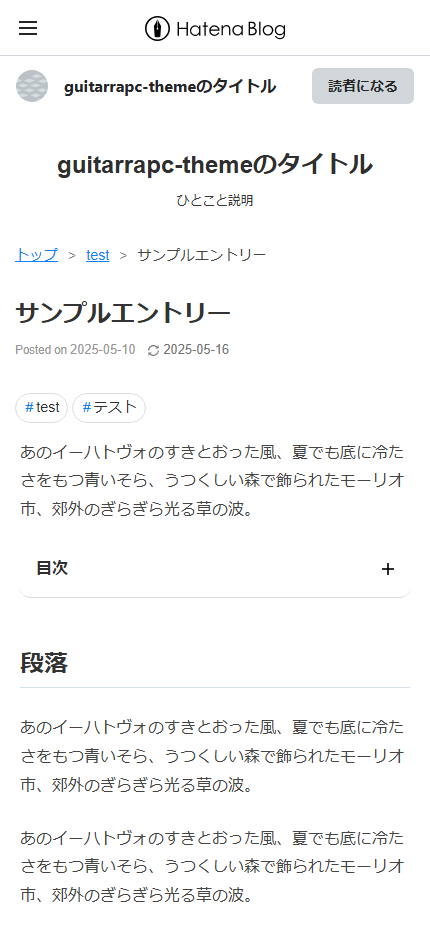 Hatena Blog
guitarrapc-themeのタイトル
読者になる
guitarrapc-themeのタイトル
ひとこと説明
トップ > test > サンプルエントリー
サンプルエントリー
Posted on 2025-05-10 2025-05-16
#test #テスト
あのイーハトヴォのすきとおった風、夏でも底に冷た
さをもつ青いそら、うつくしい森で飾られたモーリオ
市、郊外のぎらぎら光る草の波。
目次
段落
あのイーハトヴォのすきとおった風、夏でも底に冷た
さをもつ青いそら、うつくしい森で飾られたモーリオ
市、郊外のぎらぎら光る草の波。
あのイーハトヴォのすきとおった風、夏でも底に冷た
さをもつ青いそら、うつくしい森で飾られたモーリオ
市、郊外のぎらぎら光る草の波。